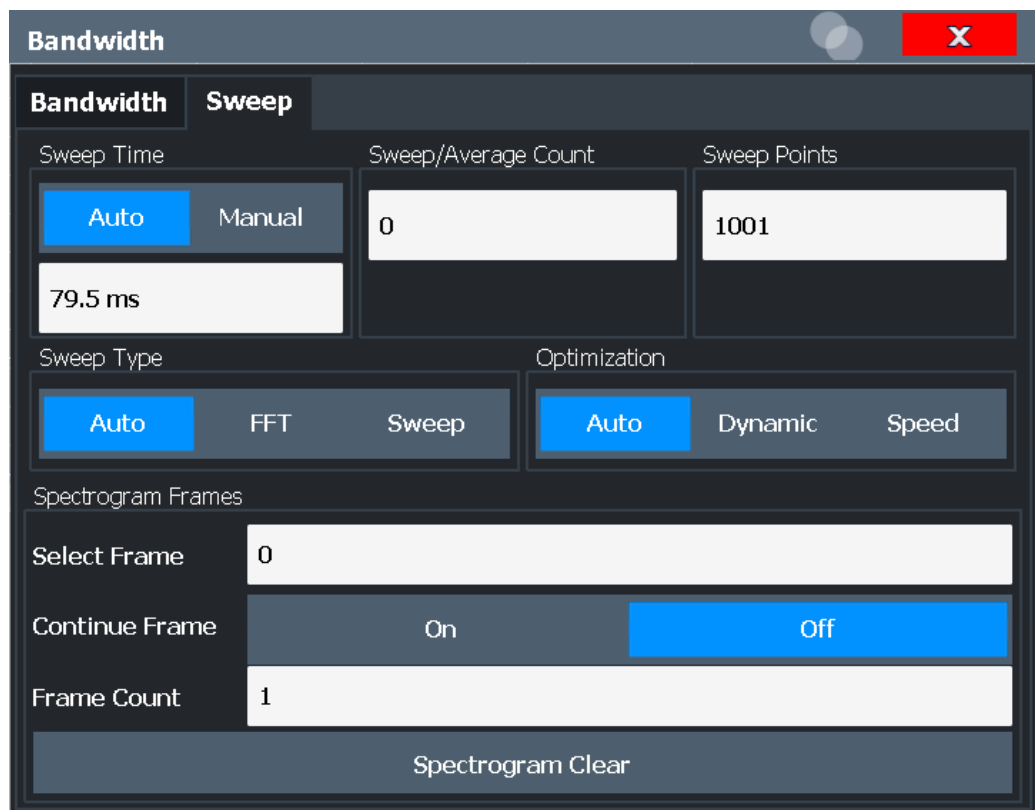 Bandwidth X
Bandwidth Sweep
Sweep Time Sweep/Average Count Sweep Points
Auto Manual 0 1001
79.5 ms
Sweep Type Optimization
Auto FFT Sweep Auto Dynamic Speed
Spectrogram Frames
Select Frame 0
Continue Frame On Off
Frame Count 1
Spectrogram Clear